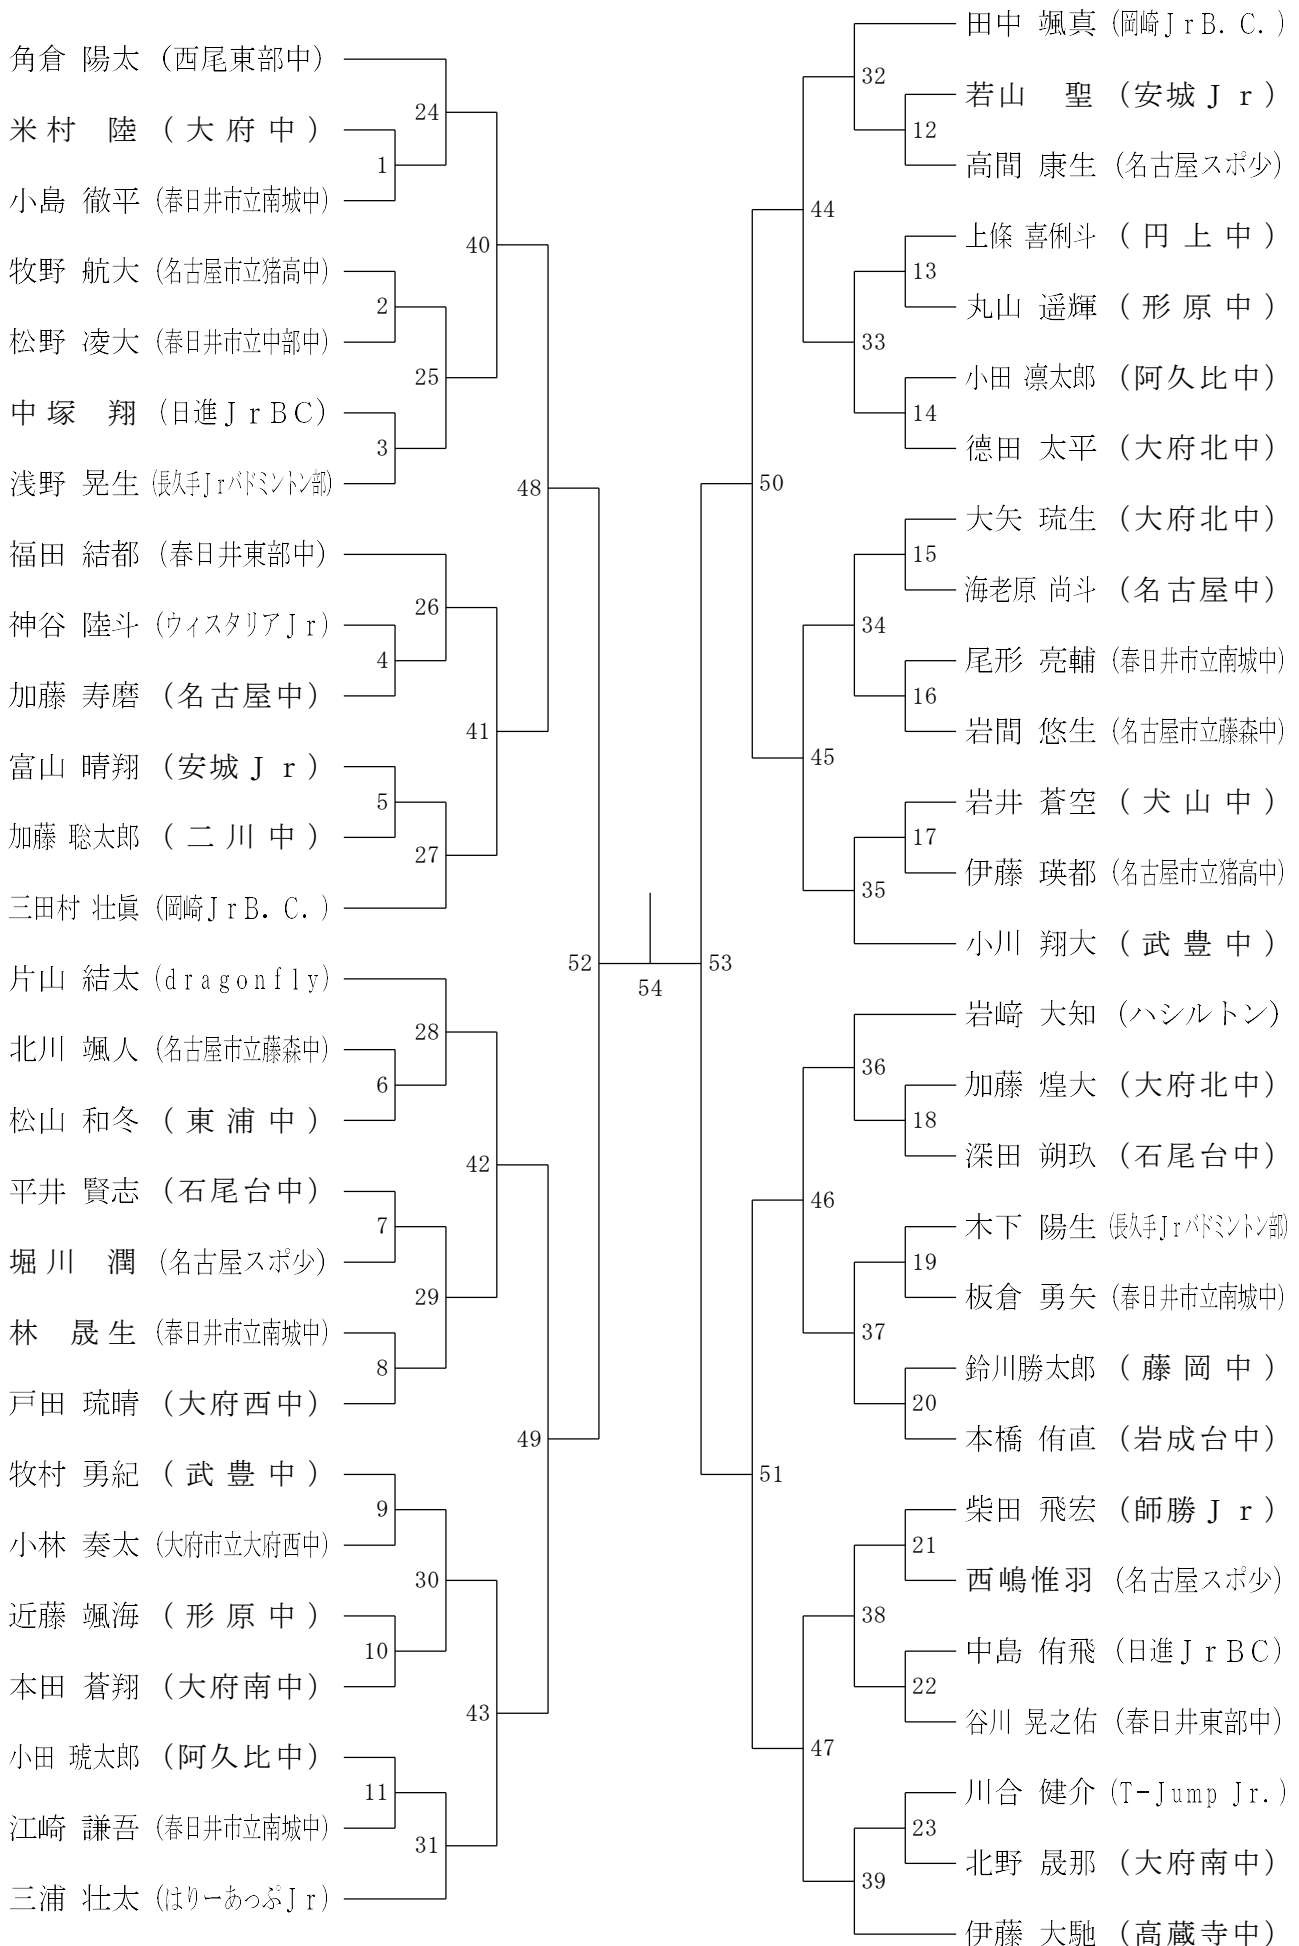 角倉 陽太 (西尾東部中)
米村 陸 (大府中)
小島 徹平 (春日井市立南城中)
牧野 航大 (名古屋市立猪高中)
松野 凌大 (春日井市立中部中)
中塚 翔 (日進JrBC)
浅野 晃生 (長久手Jrバドミントン部)
福田 結都 (春日井東部中)
神谷 陸斗 (ウィスタリアJr)
加藤 寿磨 (名古屋中)
富山 晴翔 (安城Jr)
加藤 聡太郎 (二川中)
三田村 壮眞 (岡崎JrB.C.)
片山 結太 (dragonfly)
北川 颯人 (名古屋市立藤森中)
松山 和冬 (東浦中)
平井 賢志 (石尾台中)
堀川 潤 (名古屋スポ少)
林 晟生 (春日井市立南城中)
戸田 琉晴 (大府西中)
牧村 勇紀 (武豊中)
小林 奏太 (大府市立大府西中)
近藤 颯海 (形原中)
本田 蒼翔 (大府南中)
小田 琥太郎 (阿久比中)
江崎 謙吾 (春日井市立南城中)
三浦 壮太 (はりーあっぷJr)
1
2
3
4
5
6
7
8
9
10
11
24
25
26
27
28
29
30
31
40
41
42
43
48
49
52
54
53
50
51
44
45
46
47
32
33
34
35
36
37
38
39
12
13
14
15
16
17
18
19
20
21
22
23
田中 颯真 (岡崎JrB.C.)
若山 聖 (安城Jr)
高間 康生 (名古屋スポ少)
上條 喜俐斗 (円上中)
丸山 遥輝 (形原中)
小田 凛太郎 (阿久比中)
德田 太平 (大府北中)
大矢 琉生 (大府北中)
海老原 尚斗 (名古屋中)
尾形 亮輔 (春日井市立南城中)
岩間 悠生 (名古屋市立藤森中)
岩井 蒼空 (犬山中)
伊藤 瑛都 (名古屋市立猪高中)
小川 翔大 (武豊中)
岩﨑 大知 (ハシルトン)
加藤 煌大 (大府北中)
深田 朔玖 (石尾台中)
木下 陽生 (長久手Jrバドミントン部)
板倉 勇矢 (春日井市立南城中)
鈴川勝太郎 (藤岡中)
本橋 侑直 (岩成台中)
柴田 飛宏 (師勝Jr)
西嶋惟羽 (名古屋スポ少)
中島 侑飛 (日進JrBC)
谷川 晃之佑 (春日井東部中)
川合 健介 (T-Jump Jr.)
北野 晟那 (大府南中)
伊藤 大馳 (高蔵寺中)